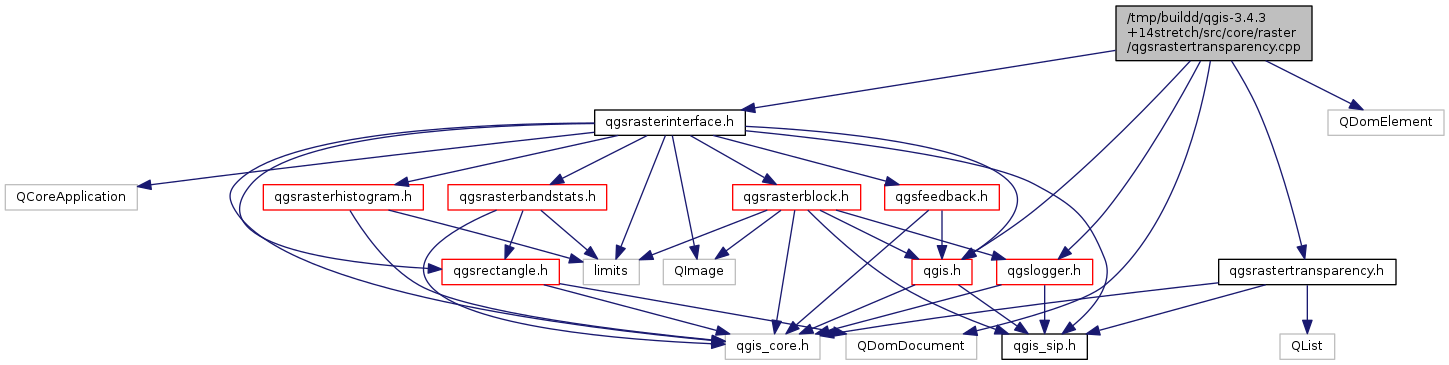 /tmp/buildd/qgis-3.4.3
+14stretch/src/core/raster
/qgsrastertransparency.cpp
qgsrasterinterface.h
QDomElement
QCoreApplication
qgsrasterhistogram.h
qgsrasterbandstats.h
qgsrasterblock.h
qgsfeedback.h
qgsrectangle.h
limits
QImage
qgis.h
qgslogger.h
qgsrastertransparency.h
qgis_core.h
QDomDocument
qgis_sip.h
QList